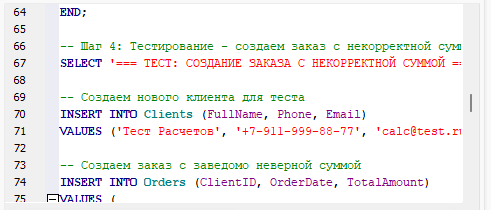 64 END;
65
66 -- Шаг 4: Тестирование - создаем заказ с некорректной
67 SELECT '=== ТЕСТ: СОЗДАНИЕ ЗАКАЗА С НЕКОРРЕКТНОЙ СУММОЙ ==
68
69 -- Создаем нового клиента для теста
70 INSERT INTO Clients (FullName, Phone, Email)
71 VALUES ('Тест Расчетов', '+7-911-999-88-77', 'calc@test.ru
72
73 -- Создаем заказ с заведомо неверной суммой
74 INSERT INTO Orders (ClientID, OrderDate, TotalAmount)
75 VALUES (